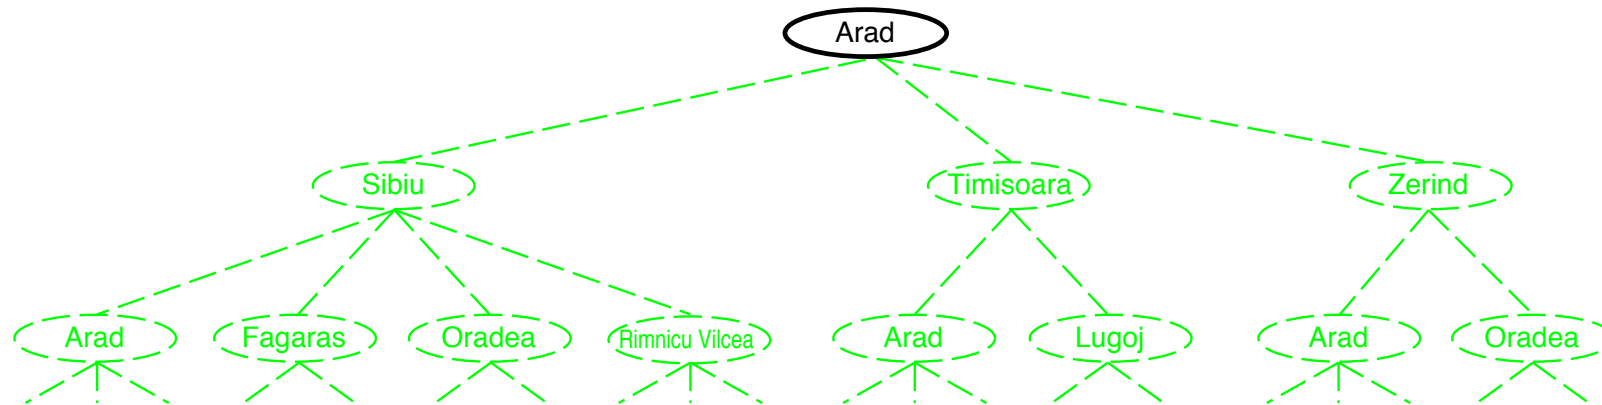 Arad
Sibiu
Timisoara
Zerind
Arad
Fagaras
Oradea
Rimnicu Vilcea
Arad
Lugoj
Arad
Oradea